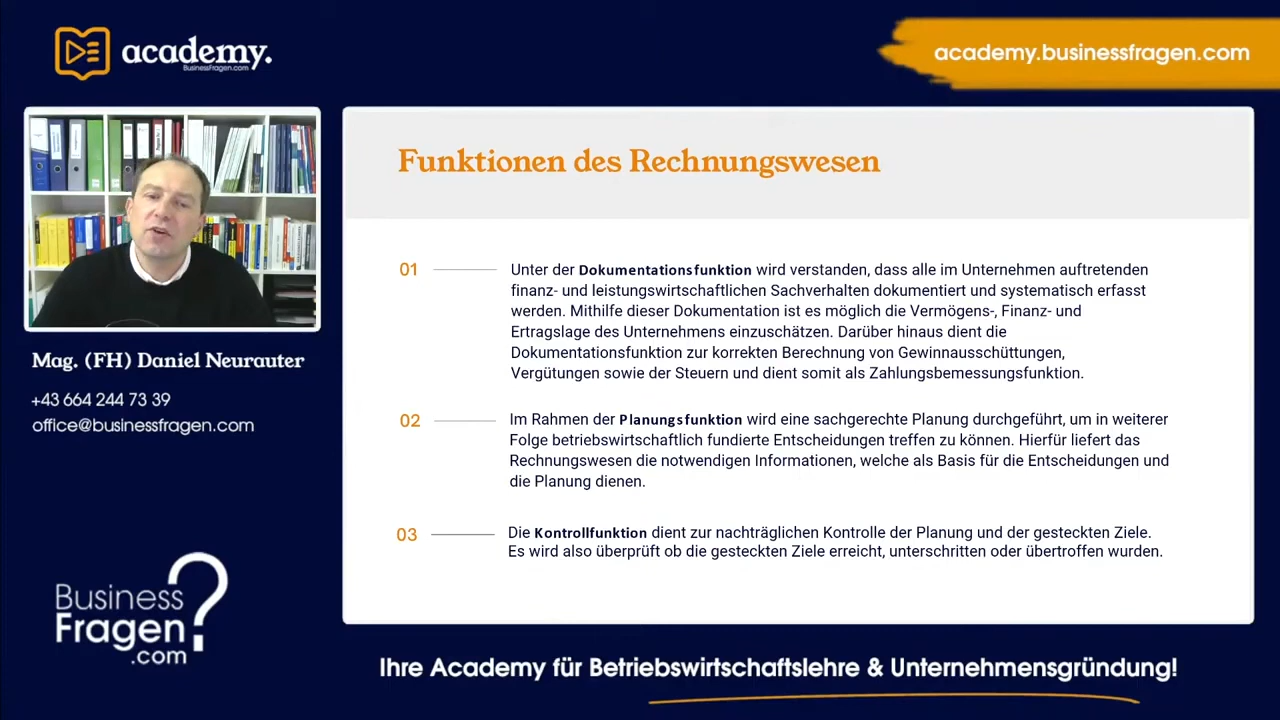 academy.
BusinessFragen.com
academy.businessfragen.com
Mag. (FH) Daniel Neurauter
+43 664 244 73 39
office@businessfragen.com
Business
Fragen
.com
?
Funktionen des Rechnungswesen
01
Unter der Dokumentationsfunktion wird verstanden, dass alle im Unternehmen auftretenden
finanz- und leistungswirtschaftlichen Sachverhalten dokumentiert und systematisch erfasst
werden. Mithilfe dieser Dokumentation ist es möglich die Vermögens-, Finanz- und
Ertragslage des Unternehmens einzuschätzen. Darüber hinaus dient die
Dokumentationsfunktion zur korrekten Berechnung von Gewinnausschüttungen,
Vergütungen sowie der Steuern und dient somit als Zahlungsbemessungsfunktion.
02
Im Rahmen der Planungsfunktion wird eine sachgerechte Planung durchgeführt, um in weiterer
Folge betriebswirtschaftlich fundierte Entscheidungen treffen zu können. Hierfür liefert das
Rechnungswesen die notwendigen Informationen, welche als Basis für die Entscheidungen und
die Planung dienen.
03
Die Kontrollfunktion dient zur nachträglichen Kontrolle der Planung und der gesteckten Ziele.
Es wird also überprüft ob die gesteckten Ziele erreicht, unterschritten oder übertroffen wurden.
Ihre Academy für Betriebswirtschaftslehre & Unternehmensgründung!